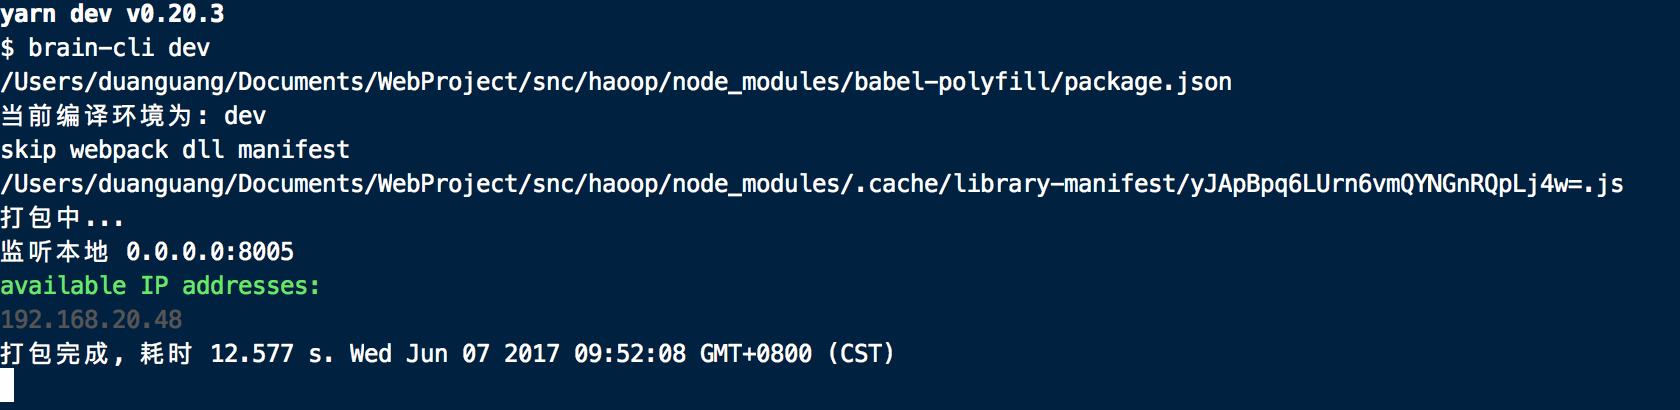 yarn dev v0.20.3
$ brain-cli dev
/Users/duanguang/Documents/WebProject/snc/haoop/node_modules/babel-polyfill/package.json
当前编译环境为: dev
skip webpack dll manifest
/Users/duanguang/Documents/WebProject/snc/haoop/node_modules/.cache/library-manifest/yJApBpq6LUrn6vmQYNGnRQpLj4w=.js
打包中...
监听本地 0.0.0.0:8005
available IP addresses:
192.168.20.48
打包完成, 耗时 12.577 s. Wed Jun 07 2017 09:52:08 GMT+0800 (CST)